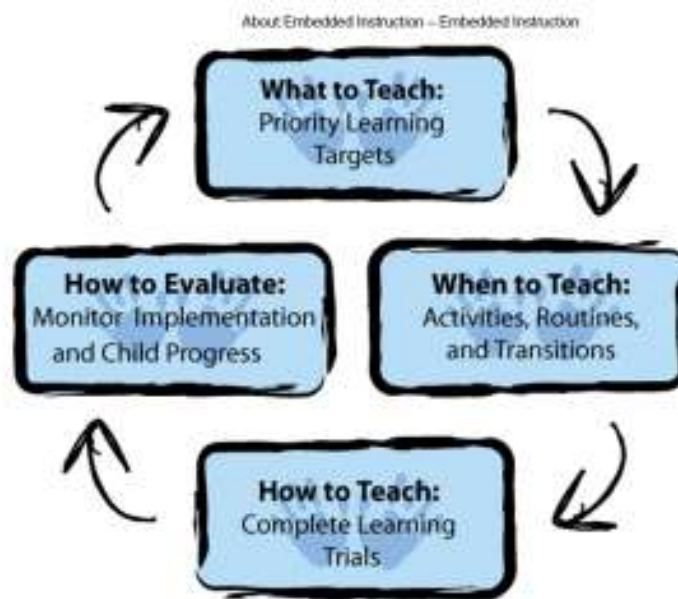 About Embedded Instruction – Embedded Instruction
What to Teach:
Priority Learning
Targets
When to Teach:
Activities, Routines,
and Transitions
How to Teach:
Complete Learning
Trials
How to Evaluate:
Monitor Implementation
and Child Progress